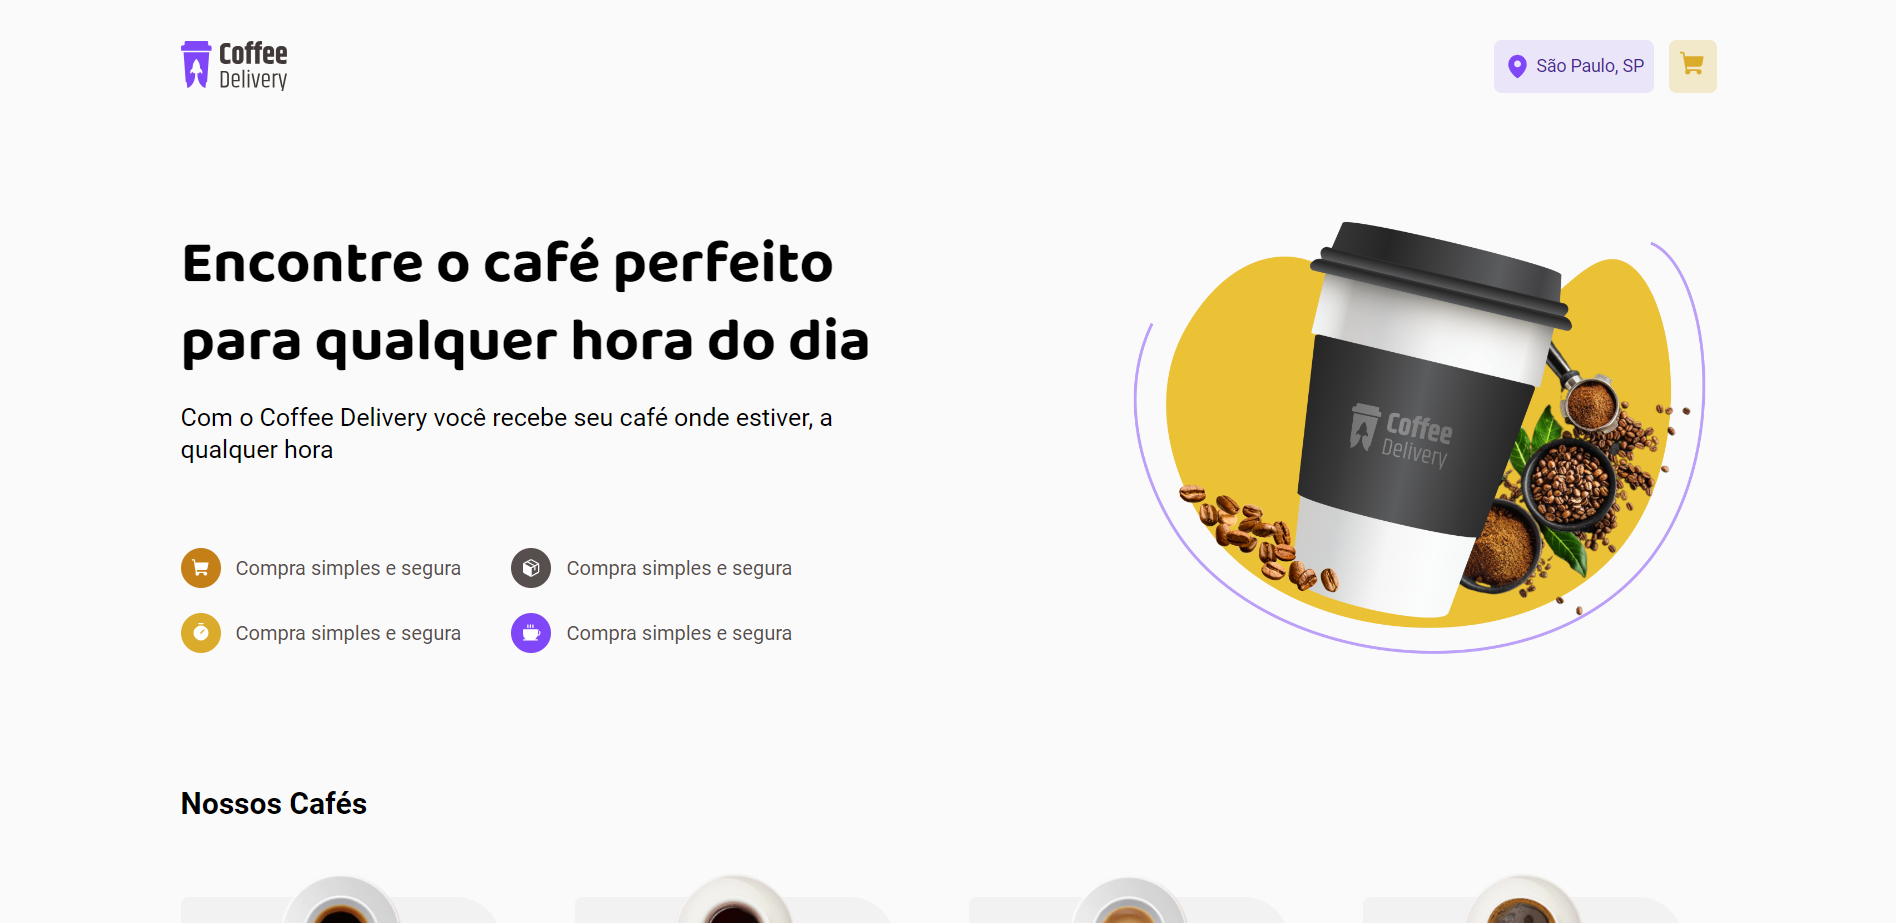 Coffee
Delivery
São Paulo, SP
Encontre o café perfeito
para qualquer hora do dia
Com o Coffee Delivery você recebe seu café onde estiver, a
qualquer hora
Coffee
Delivery
Compra simples e segura
Compra simples e segura
Compra simples e segura
Compra simples e segura
Nossos Cafés